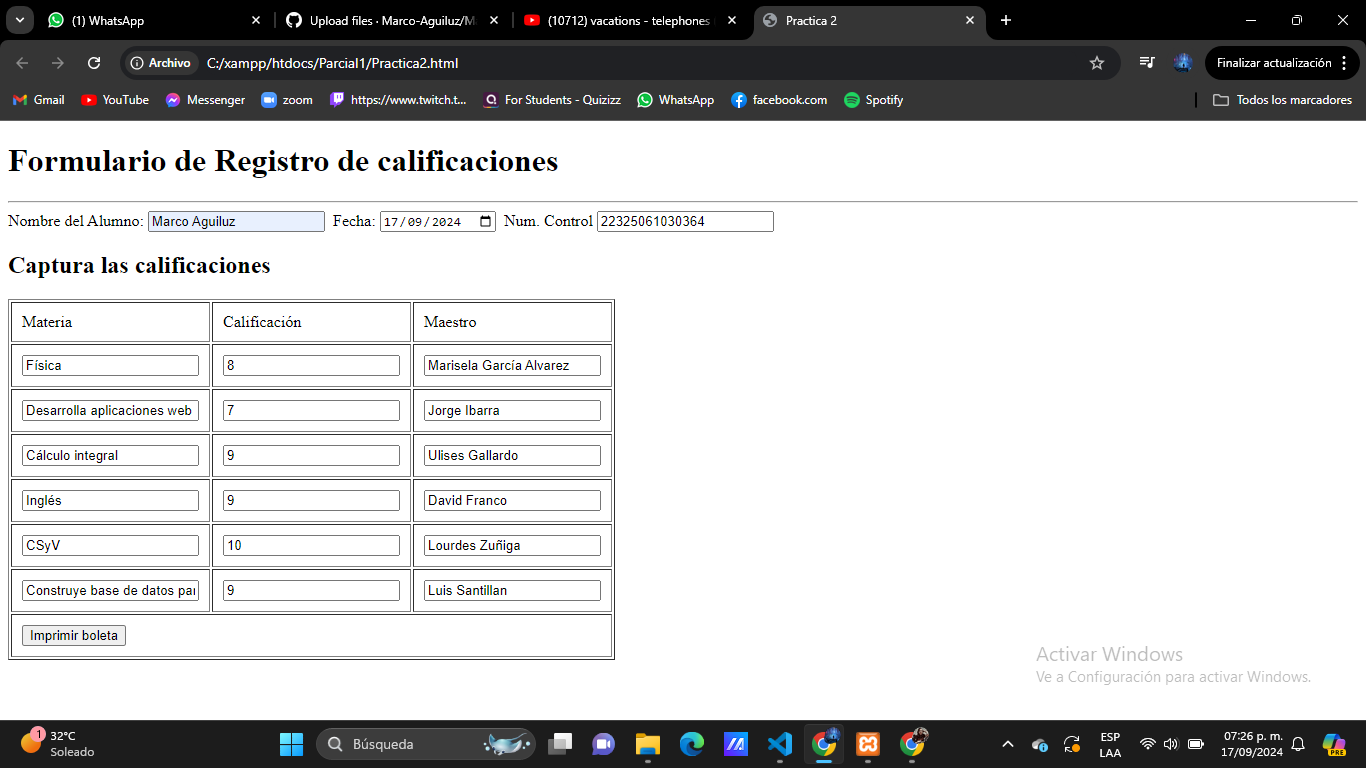 (1) WhatsApp
Upload files · Marco-Aguiluz/M
(10712) vacations - telephones
Practica 2
Archivo C:/xampp/htdocs/Parcial1/Practica2.html
Finalizar actualización
Gmail YouTube Messenger zoom https://www.twitch.t... For Students - Quizizz WhatsApp facebook.com Spotify Todos los marcadores
Formulario de Registro de calificaciones
Nombre del Alumno: Marco Aguiluz Fecha: 17/09/2024 Num. Control 22325061030364
Captura las calificaciones
Materia Calificación Maestro
Física 8 Marisela García Alvarez
Desarrolla aplicaciones web 7 Jorge Ibarra
Cálculo integral 9 Ulises Gallardo
Inglés 9 David Franco
CSyV 10 Lourdes Zuñiga
Construye base de datos par 9 Luis Santillan
Imprimir boleta
Activar Windows
Ve a Configuración para activar Windows.
1 32°C
Soleado
Búsqueda
ESP
LAA
07:26 p. m.
17/09/2024
PRE